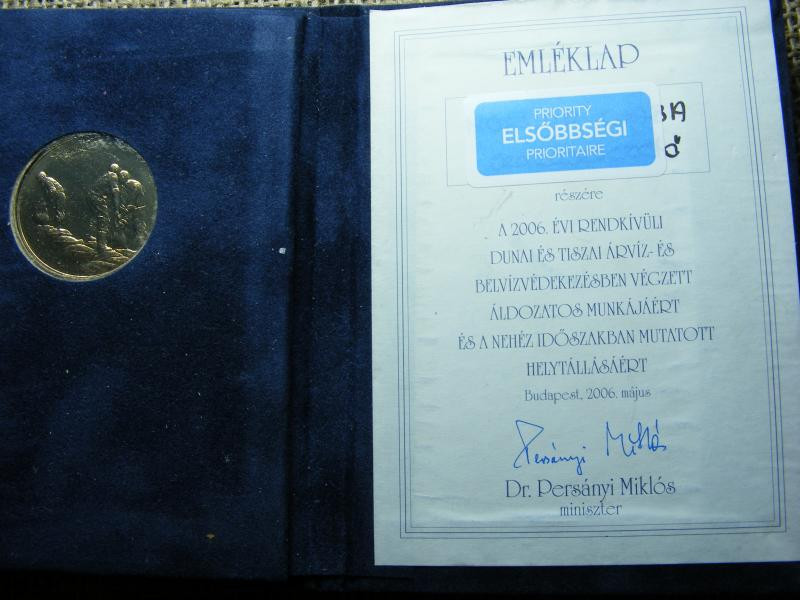 EMLÉKLAP
PRIORITY
ELSŐBBSÉGI
PRIORITAIRE
BA
részére
A 2006. ÉVI RENDKÍVÜLI
DUNAI ÉS TISZAI ÁRVÍZ- ÉS
BELVÍZVÉDEKEZÉSBEN VÉGZETT
ÁLDOZATOS MUNKÁJÁÉRT
ÉS A NEHÉZ IDŐSZAKBAN MUTATOTT
HELYTÁLLÁSÁÉRT
Budapest, 2006. május
Persányi Miklós
Dr. Persányi Miklós
miniszter